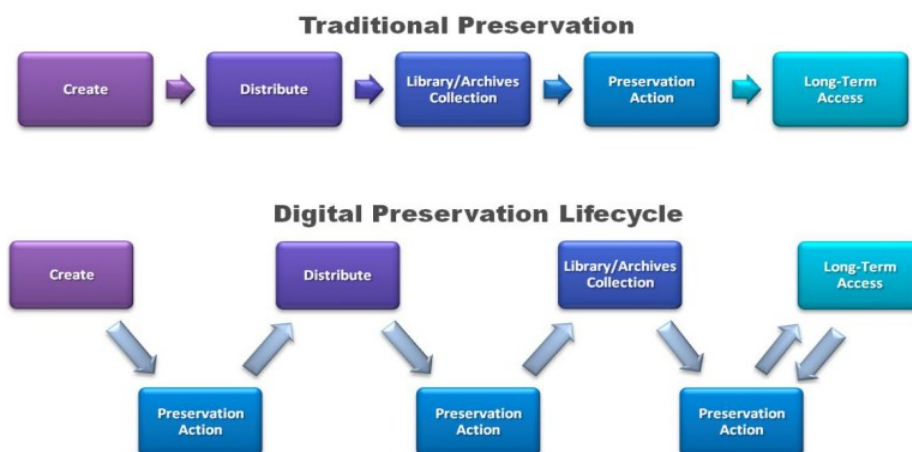 Traditional Preservation
Create
Distribute
Library/Archives
Collection
Preservation
Action
Long-Term
Access
Digital Preservation Lifecycle
Create
Distribute
Library/Archives
Collection
Long-Term
Access
Preservation
Action
Preservation
Action
Preservation
Action